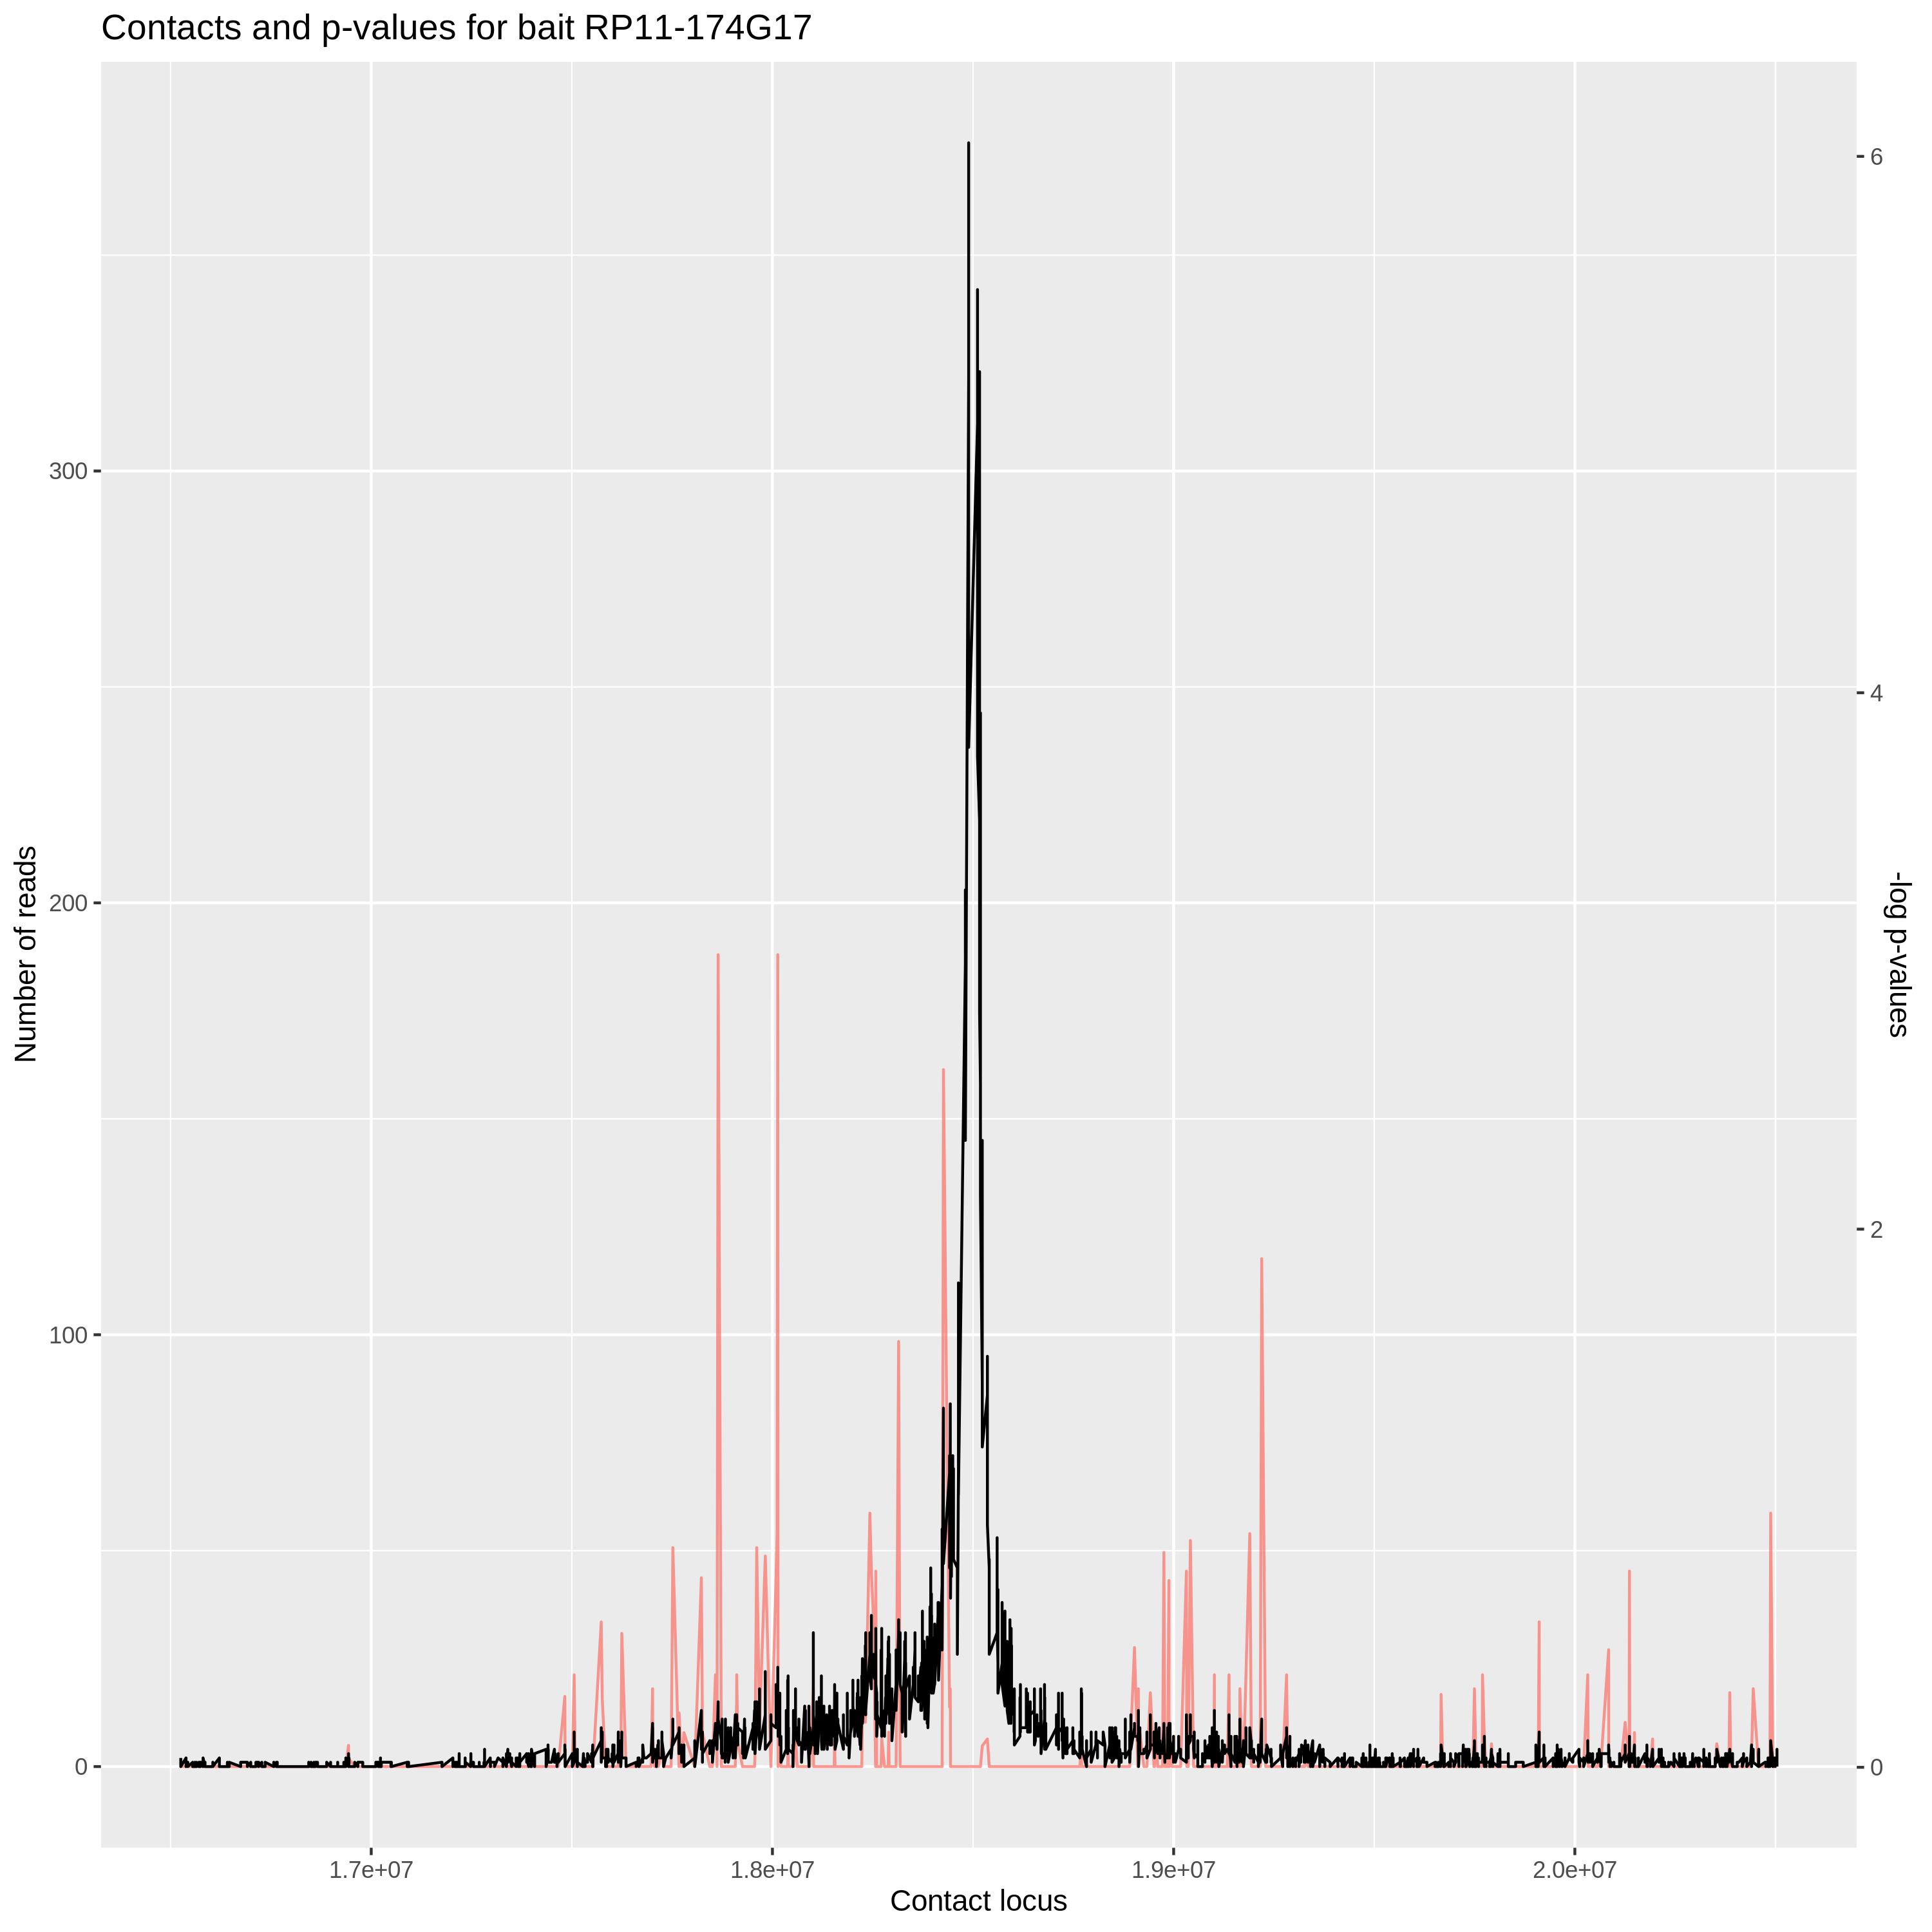 Contacts and p-values for bait RP11-174G17
Number of reads
300
200
100
0
6
4
2
0
-log p-values
1.7e+07
1.8e+07
1.9e+07
2.0e+07
Contact locus